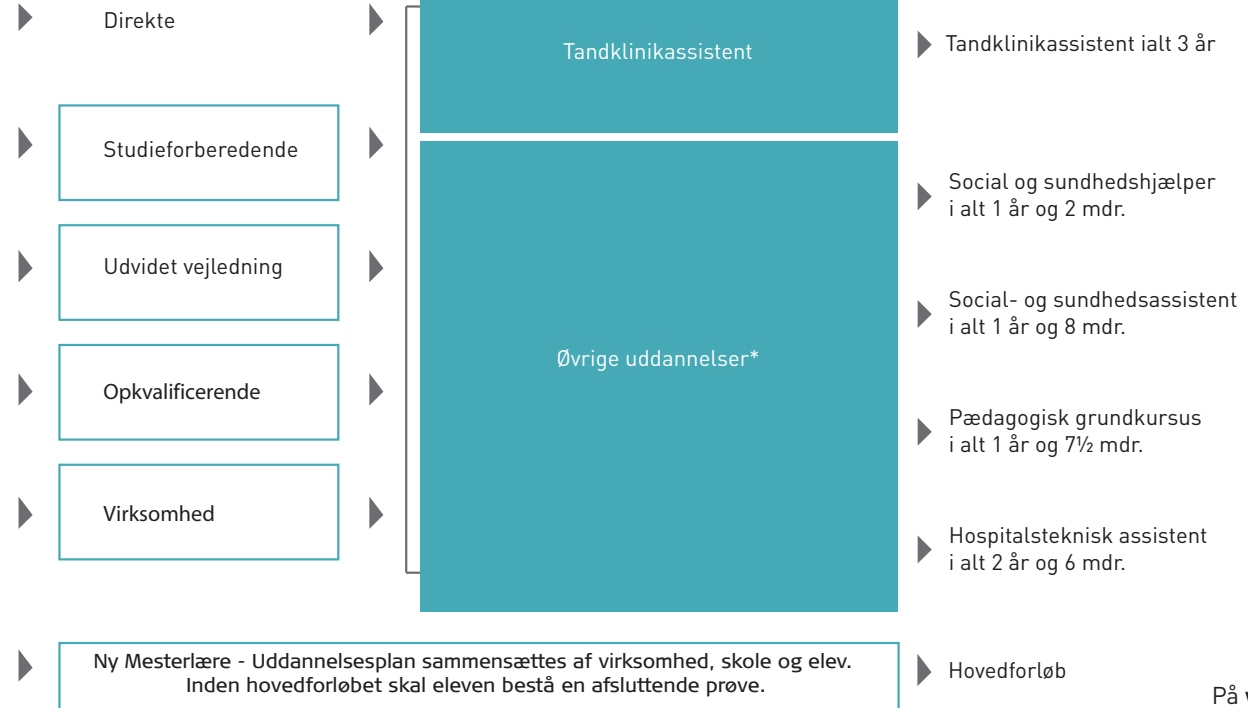 Direkte
Studieforberedende
Udvidet vejledning
Opkvalificerende
Virksomhed
Tandklinikassistent
Øvrige uddannelser*
Tandklinikassistent ialt 3 år
Social og sundhedshjælper
i alt 1 år og 2 mdr.
Social- og sundhedsassistent
i alt 1 år og 8 mdr.
Pædagogisk grundkursus
i alt 1 år og 7½ mdr.
Hospitalsteknisk assistent
i alt 2 år og 6 mdr.
Ny Mesterlære - Uddannelsesplan sammensættes af virksomhed, skole og elev.
Inden hovedforløbet skal eleven bestå en afsluttende prøve.
Hovedforløb
På